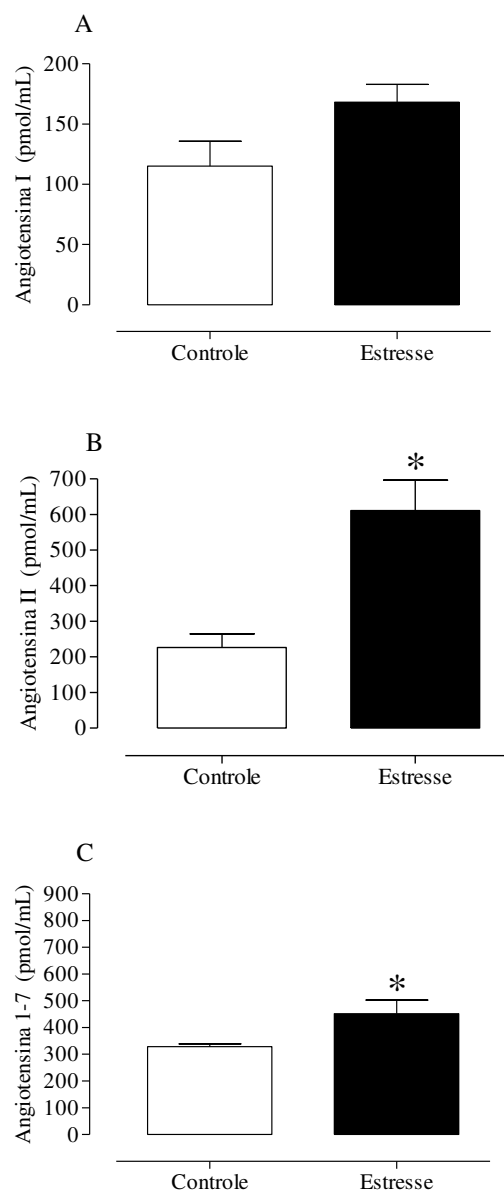 A
Angiotensina I (pmol/mL)
200
150
100
50
0
Controle
Estresse
B
Angiotensina II (pmol/mL)
*
700
600
500
400
300
200
100
0
Controle
Estresse
C
Angiotensina 1-7 (pmol/mL)
900
800
700
600
500
400
300
200
100
0
*
Controle
Estresse